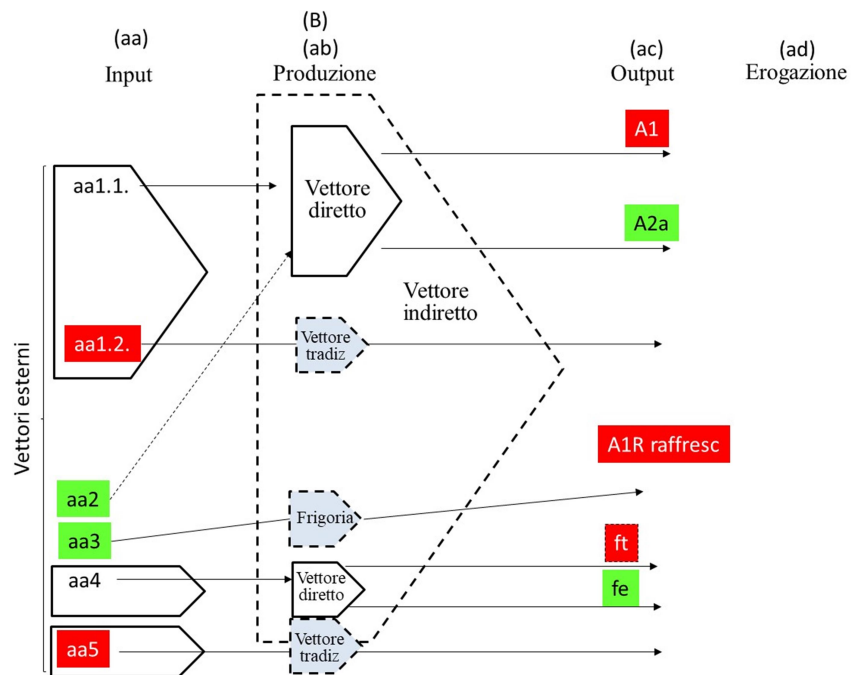 (aa)
Input
(B)
(ab)
Produzione
(ac)
Output
(ad)
Erogazione
Vettori esterni
aa1.1.
Vettore
diretto
A1
A2a
Vettore
indiretto
aa1.2.
Vettore
tradiz
A1R raffresc
aa2
aa3
Frigoria
ft
aa4
Vettore
diretto
fe
aa5
Vettore
tradiz